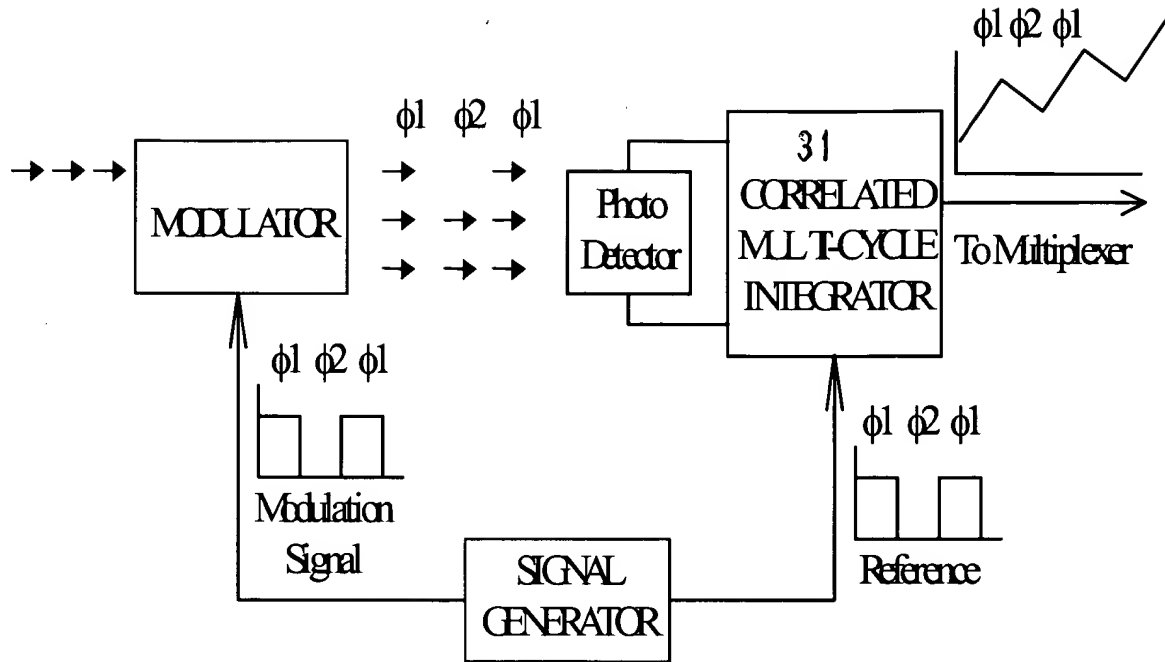 ϕ1 ϕ2 ϕ1
ϕ1 ϕ2 ϕ1
MODULATOR
Photo
Detector
31
CORRELATED
MULTI-CYCLE
INTEGRATOR
To Multiplexer
ϕ1 ϕ2 ϕ1
Modulation
Signal
ϕ1 ϕ2 ϕ1
Reference
SIGNAL
GENERATOR